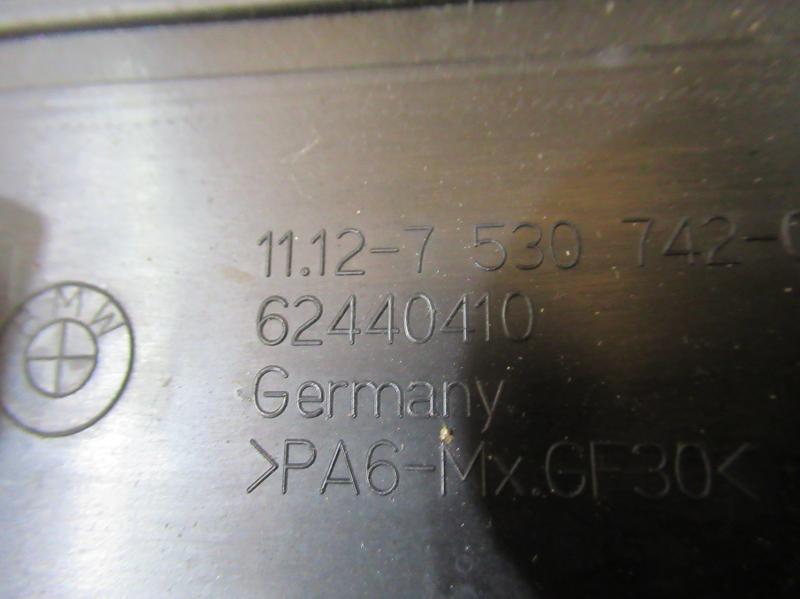 11.12-7 530 742-
62440410
Germany
>PA6-Mx.GF30<
BMW